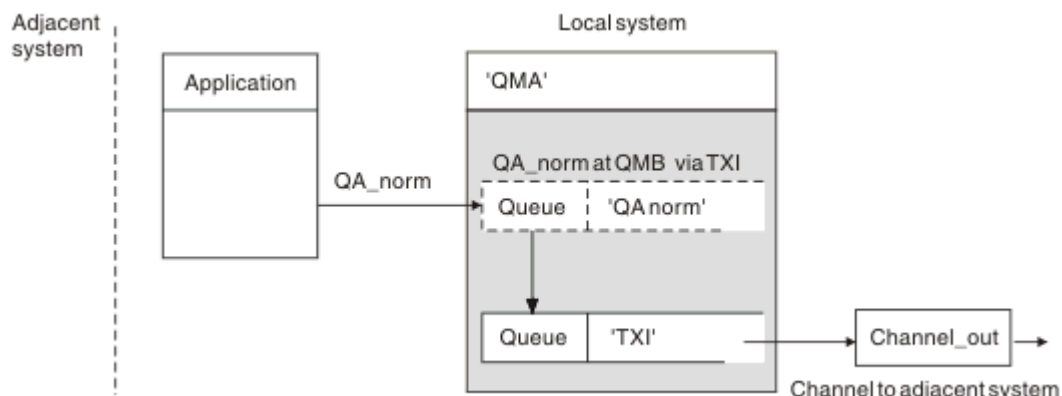 Adjacent
system
Local system
Application
'QMA'
QA_norm at QMB via TXI
QA_norm
Queue 'QA norm'
Queue 'TXI'
Channel_out
Channel to adjacent system